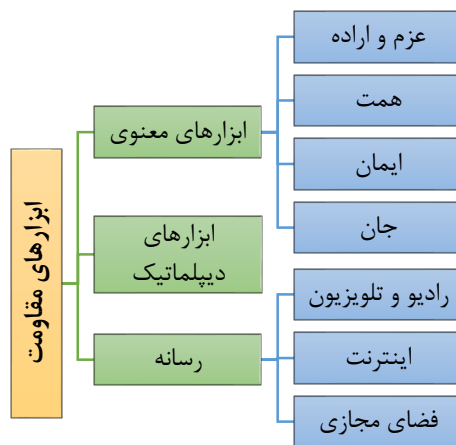 ابزارهای مقاومت
ابزارهای معنوی
عزم و اراده
همت
ایمان
جان
ابزارهای
دیپلماتیک
رسانه
رادیو و تلویزیون
اینترنت
فضای مجازی